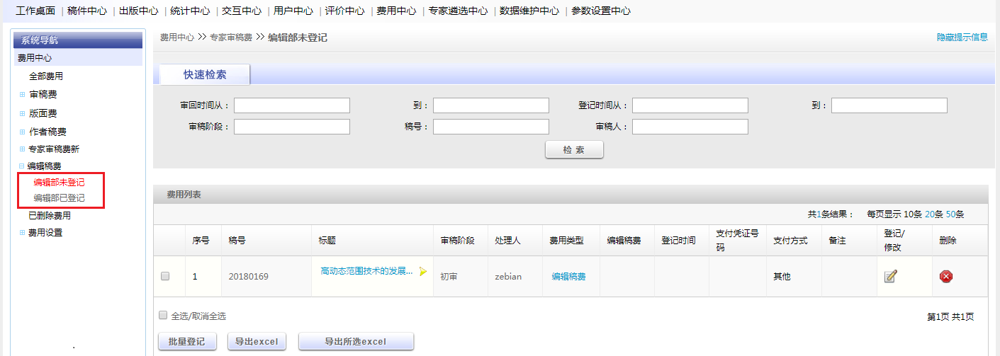 工作桌面 | 稿件中心 | 出版中心 | 统计中心 | 交互中心 | 用户中心 | 评价中心 | 费用中心 | 专家遴选中心 | 数据维护中心 | 参数设置中心
系统导航
费用中心
全部费用
审稿费
版面费
作者稿费
专家审稿费新
编辑稿费
编辑部未登记
编辑部已登记
已删除费用
费用设置
费用中心 >> 专家审稿费 >> 编辑部未登记
隐藏提示信息
快速检索
审回时间从： 到： 登记时间从： 到：
审稿阶段： 稿号： 审稿人：
检 索
费用列表
共1条结果： 每页显示 10条 20条 50条
序号 稿号 标题 审稿阶段 处理人 费用类型 编辑稿费 登记时间 支付凭证号码 支付方式 备注 登记/修改 删除
1 20180169 高动态范围技术的发展... 初审 zebian 编辑稿费 其他
全选/取消全选
第1页 共1页
批量登记 导出excel 导出所选excel